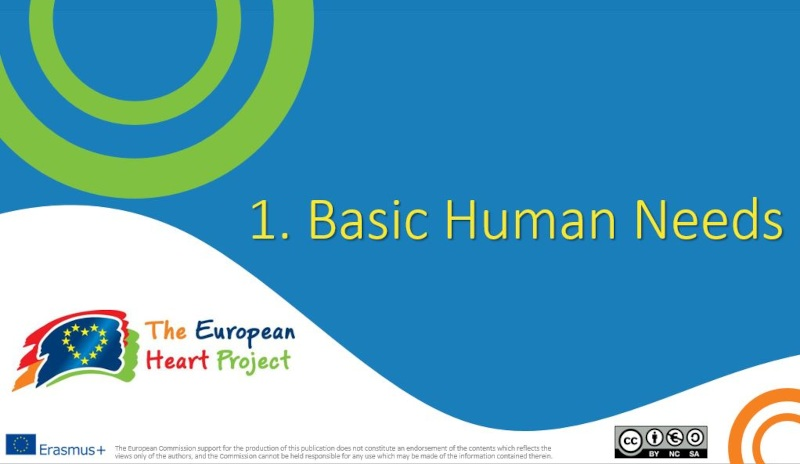 1. Basic Human Needs
The European
Heart Project
Erasmus+
The European Commission support for the production of this publication does not constitute an endorsement of the contents which reflects the
views only of the authors, and the Commission cannot be held responsible for any use which may be made of the information contained therein.
cc
BY NC SA